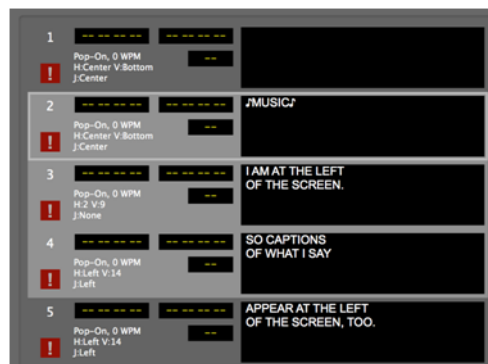 1
-- -- -- -- -- -- -- --
Pop-On, 0 WPM
H:Center V:Bottom
J:Center
--
!
2
-- -- -- -- -- -- -- --
Pop-On, 0 WPM
H:Center V:Bottom
J:Center
--
!
♪MUSIC♪
3
-- -- -- -- -- -- -- --
Pop-On, 0 WPM
H:2 V:9
J:None
--
!
I AM AT THE LEFT
OF THE SCREEN.
4
-- -- -- -- -- -- -- --
Pop-On, 0 WPM
H:Left V:14
J:Left
--
!
SO CAPTIONS
OF WHAT I SAY
5
-- -- -- -- -- -- -- --
Pop-On, 0 WPM
H:Left V:14
J:Left
--
!
APPEAR AT THE LEFT
OF THE SCREEN, TOO.